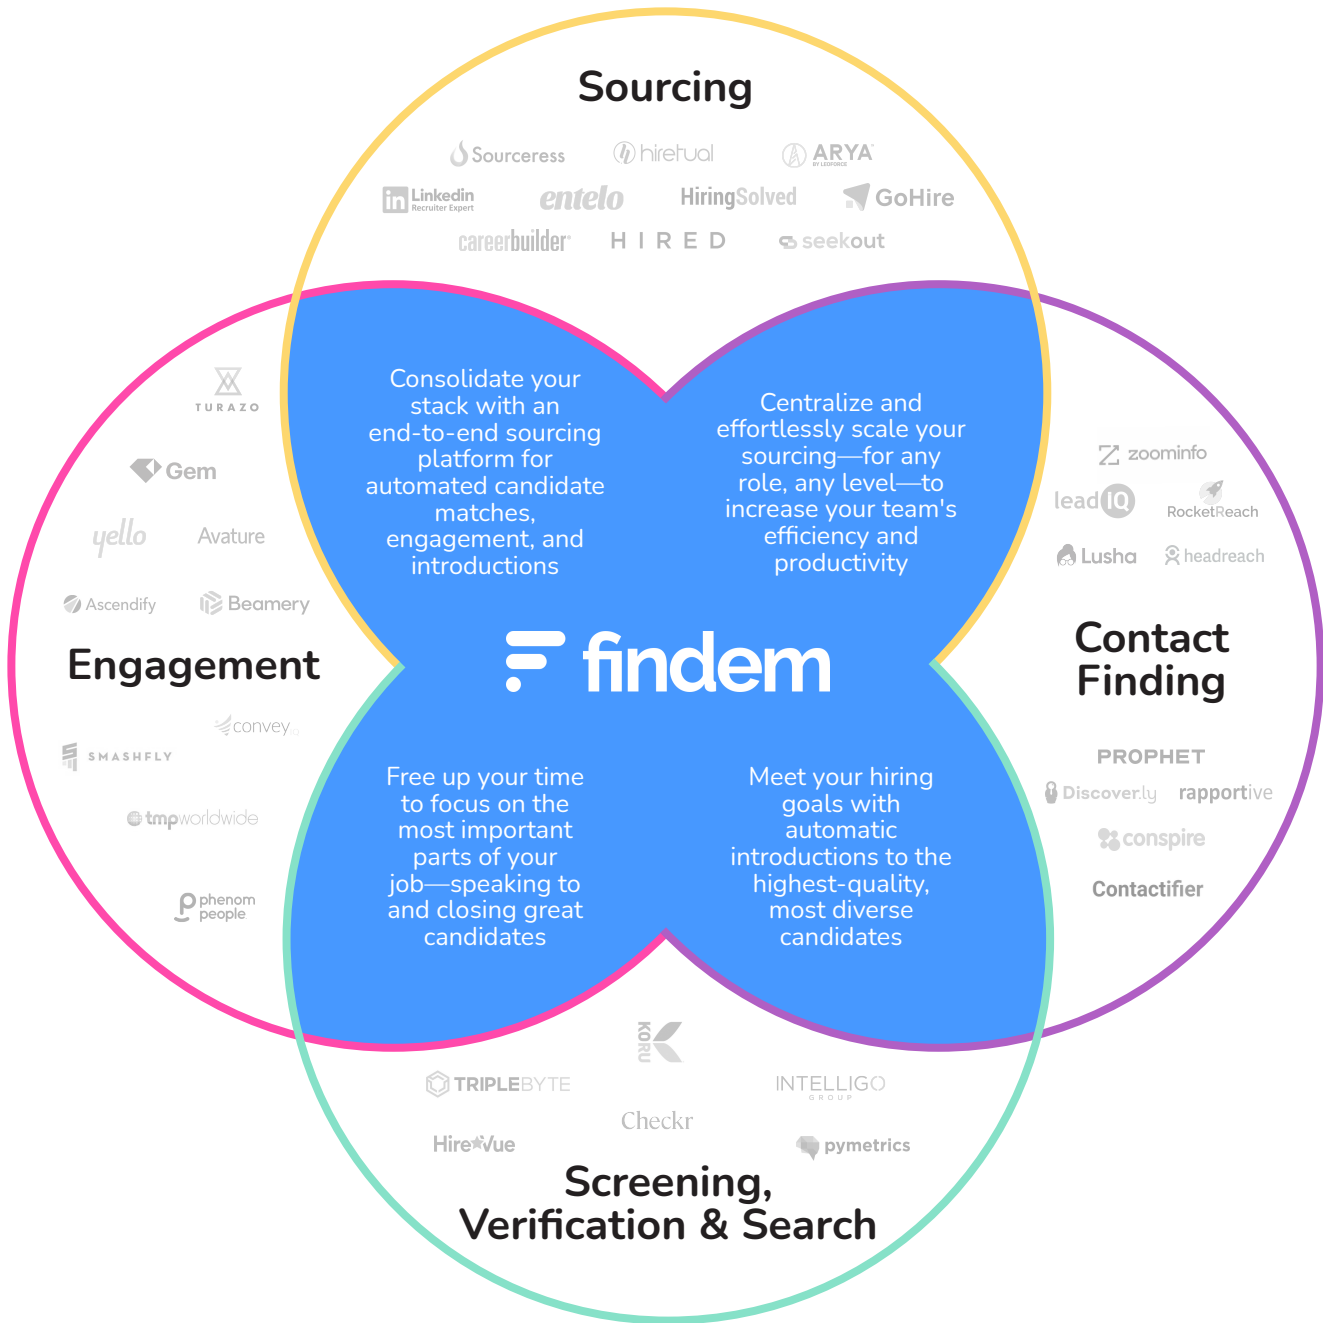 Sourcing
Sourceress
hiretual
ARYA
BY LEOFORCE
Linkedin
Recruiter Expert
entelo
HiringSolved
GoHire
careerbuilder
HIRED
seekout
TURAZO
Gem
yello
Avature
Ascendify
Beamery
Engagement
convey
SMASHFLY
tmpworldwide
phenom
people
Consolidate your
stack with an
end-to-end sourcing
platform for
automated candidate
matches,
engagement, and
introductions
Centralize and
effortlessly scale your
sourcing—for any
role, any level—to
increase your team's
efficiency and
productivity
findem
Free up your time
to focus on the
most important
parts of your
job—speaking to
and closing great
candidates
Meet your hiring
goals with
automatic
introductions to the
highest-quality,
most diverse
candidates
zoominfo
leadIQ
RocketReach
Lusha
headreach
Contact
Finding
PROPHET
Discover.ly
rapportive
conspire
Contactifier
KORU
TRIPLEBYTE
INTELLIGO
GROUP
Checkr
HireVue
pymetrics
Screening,
Verification & Search